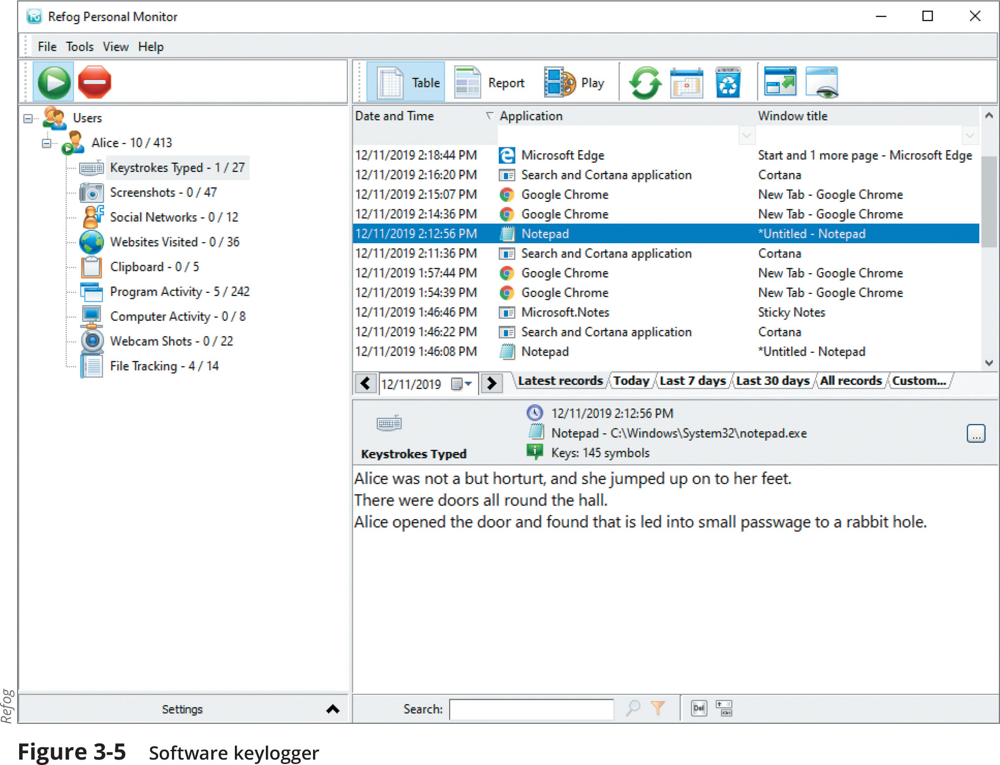 Refog Personal Monitor
File Tools View Help
Table Report Play
Users
Alice - 10 / 413
Keystrokes Typed - 1 / 27
Screenshots - 0 / 47
Social Networks - 0 / 12
Websites Visited - 0 / 36
Clipboard - 0 / 5
Program Activity - 5 / 242
Computer Activity - 0 / 8
Webcam Shots - 0 / 22
File Tracking - 4 / 14
Settings
Date and Time Application Window title
12/11/2019 2:18:44 PM Microsoft Edge Start and 1 more page - Microsoft Edge
12/11/2019 2:16:20 PM Search and Cortana application Cortana
12/11/2019 2:15:07 PM Google Chrome New Tab - Google Chrome
12/11/2019 2:14:36 PM Google Chrome New Tab - Google Chrome
12/11/2019 2:12:56 PM Notepad *Untitled - Notepad
12/11/2019 2:11:36 PM Search and Cortana application Cortana
12/11/2019 1:57:44 PM Google Chrome New Tab - Google Chrome
12/11/2019 1:54:39 PM Google Chrome New Tab - Google Chrome
12/11/2019 1:46:46 PM Microsoft.Notes Sticky Notes
12/11/2019 1:46:22 PM Search and Cortana application Cortana
12/11/2019 1:46:08 PM Notepad *Untitled - Notepad
12/11/2019 Latest records Today Last 7 days Last 30 days All records Custom...
12/11/2019 2:12:56 PM
Notepad - C:\Windows\System32\notepad.exe
...
Keystrokes Typed Keys: 145 symbols
Alice was not a but horturt, and she jumped up on to her feet.
There were doors all round the hall.
Alice opened the door and found that is led into small passwage to a rabbit hole.
Search: Del
Refog
Figure 3-5 Software keylogger